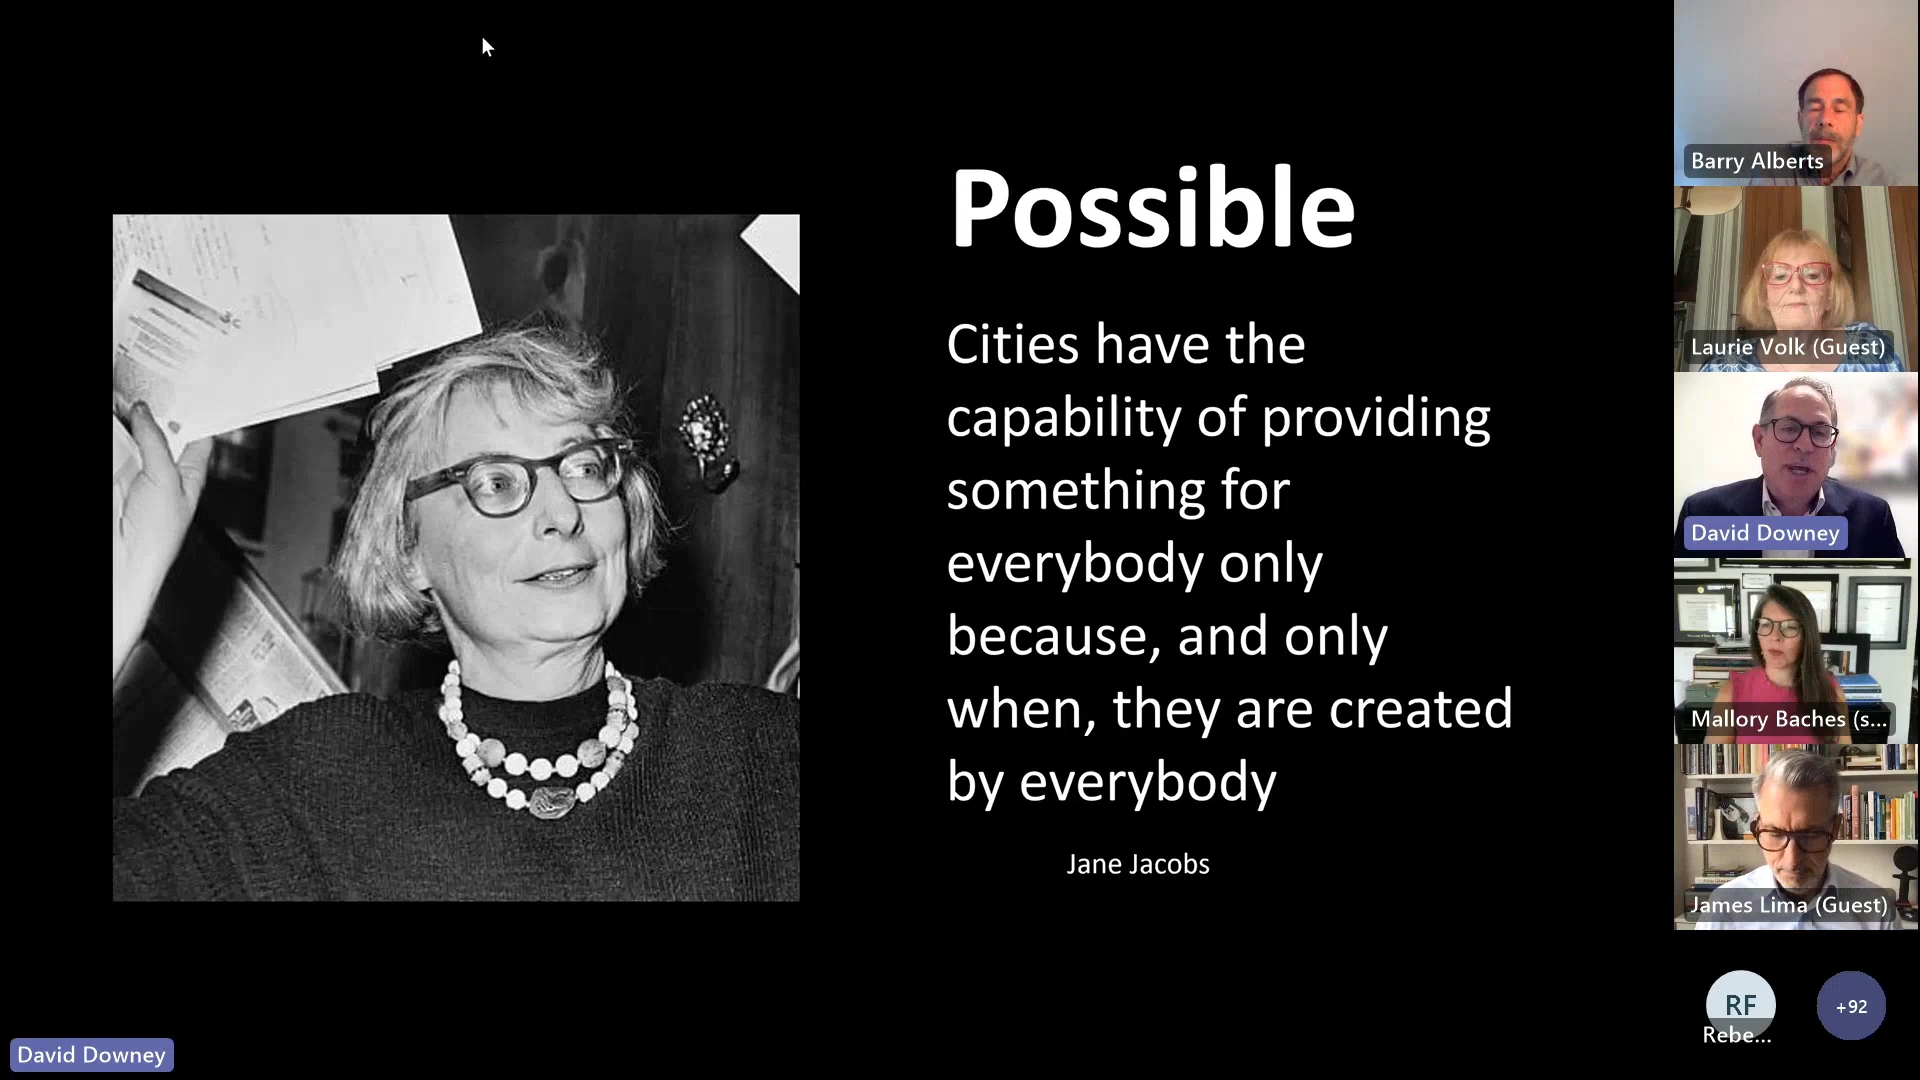 Possible
Cities have the
capability of providing
something for
everybody only
because, and only
when, they are created
by everybody
Jane Jacobs
Barry Alberts
Laurie Volk (Guest)
David Downey
Mallory Baches (s...
James Lima (Guest)
RF
Rebe...
+92
David Downey